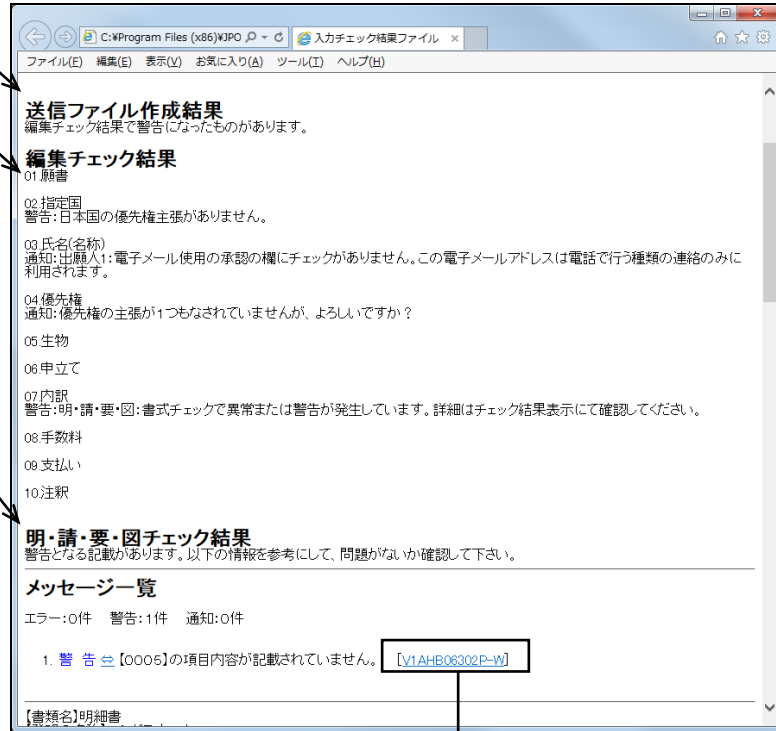 C:¥Program Files (x86)¥JPO
入力チェック結果ファイル ×
ファイル(F) 編集(E) 表示(V) お気に入り(A) ツール(T) ヘルプ(H)
送信ファイル作成結果
編集チェック結果で警告になったものがあります。
編集チェック結果
01.願書
02.指定国
警告:日本国の優先権主張がありません。
03.氏名(名称)
通知:出願人1:電子メール使用の承認の欄にチェックがありません。この電子メールアドレスは電話で行う種類の連絡のみに
利用されます。
04.優先権
通知:優先権の主張が1つもなされていませんが、よろしいですか？
05.生物
06.申立て
07.内訳
警告:明・請・要・図:書式チェックで異常または警告が発生しています。詳細はチェック結果表示にて確認してください。
08.手数料
09.支払い
10.注釈
明・請・要・図チェック結果
警告となる記載があります。以下の情報を参考にして、問題がないか確認して下さい。
メッセージ一覧
エラー:0件 警告:1件 通知:0件
1. 警 告 ⇔【0005】の項目内容が記載されていません。 [V1AHB06302P-W]
【書類名】明細書